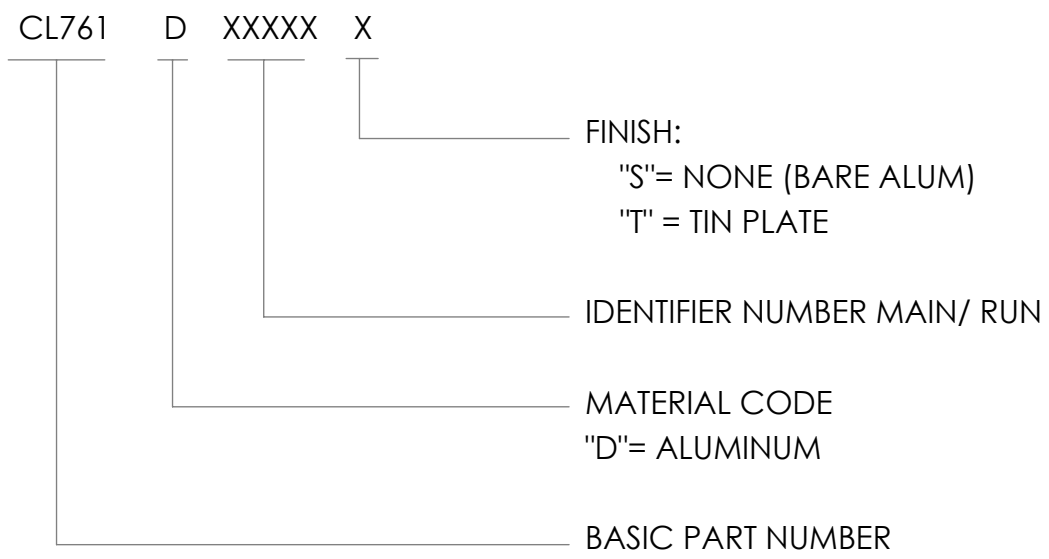 CL761 D XXXXX X
FINISH:
"S"= NONE (BARE ALUM)
"T" = TIN PLATE
IDENTIFIER NUMBER MAIN/ RUN
MATERIAL CODE
"D"= ALUMINUM
BASIC PART NUMBER